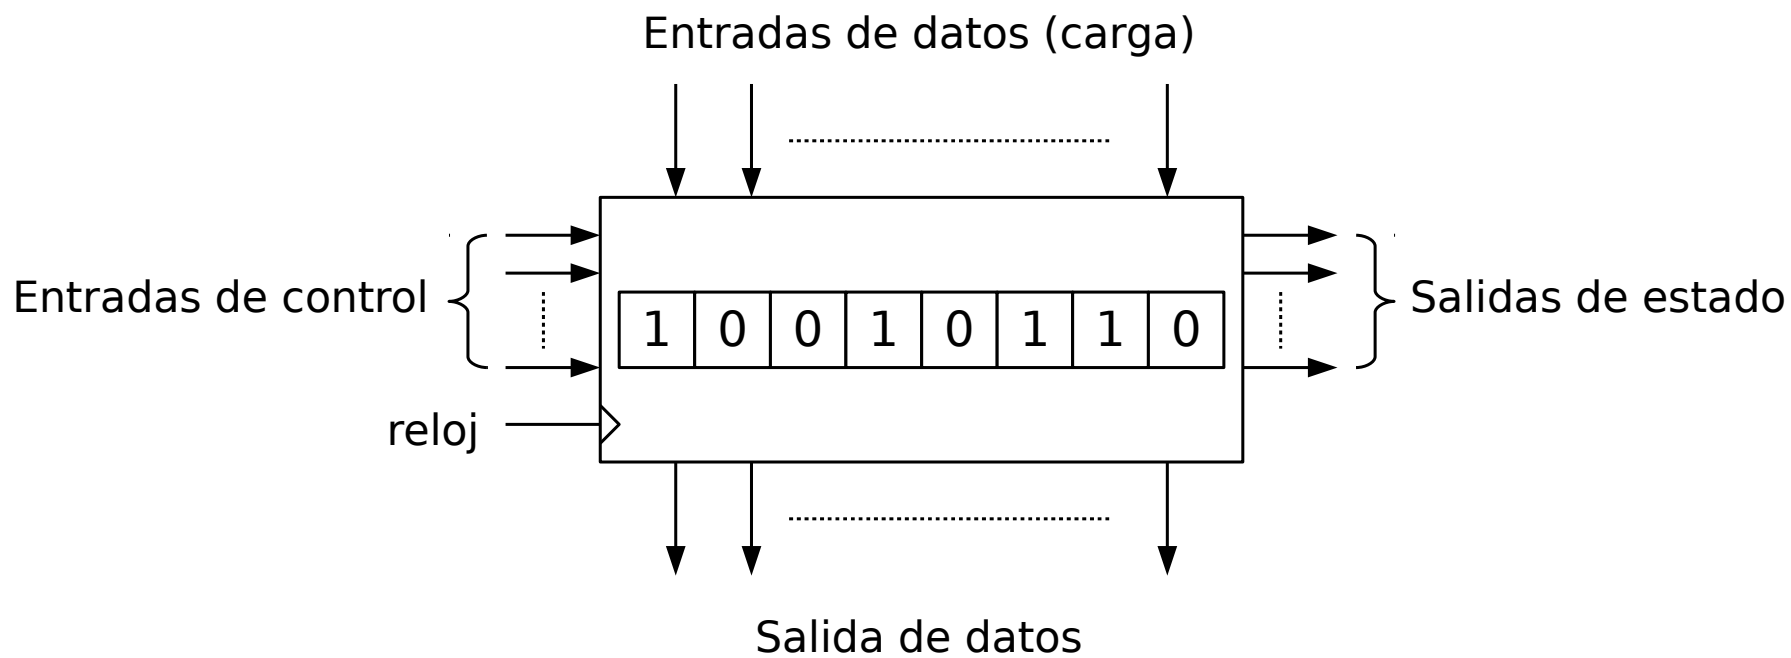 Entradas de datos (carga)
Entradas de control
1 0 0 1 0 1 1 0
Salidas de estado
reloj
Salida de datos